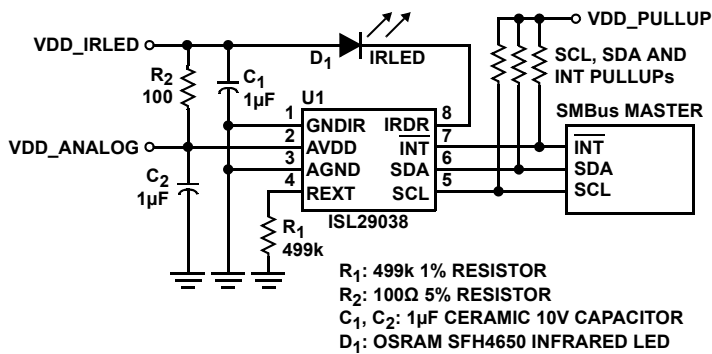 VDD_PULLUP
VDD_IRLED
D1
IRLED
SCL, SDA AND
INT PULLUPs
R2
100
C1
1µF
U1
SMBus MASTER
1
GNDIR
IRDR
8
VDD_ANALOG
2
AVDD
INT
7
INT
3
AGND
SDA
6
SDA
4
REXT
SCL
5
SCL
C2
1µF
R1
499k
ISL29038
R1: 499k 1% RESISTOR
R2: 100Ω 5% RESISTOR
C1, C2: 1µF CERAMIC 10V CAPACITOR
D1: OSRAM SFH4650 INFRARED LED